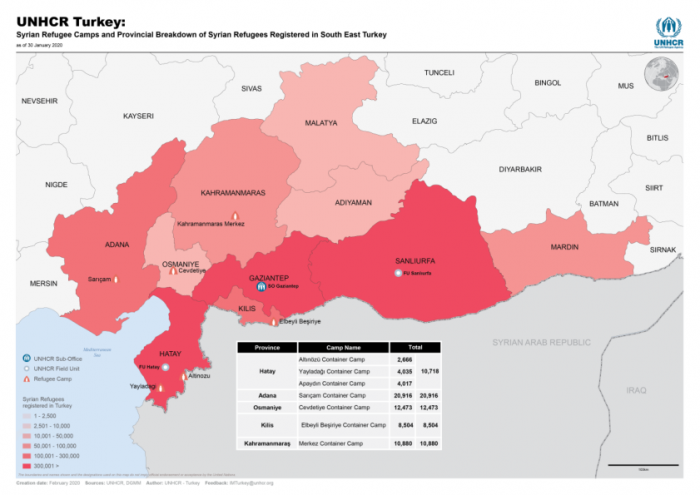 UNHCR Turkey:
Syrian Refugee Camps and Provincial Breakdown of Syrian Refugees Registered in South East Turkey
as of 30 January 2020
UNHCR
The UN Refugee Agency
TUNCELI
BINGOL
MUS
SIVAS
NEVSEHIR
KAYSERI
MALATYA
ELAZIG
BITLIS
DIYARBAKIR
SIIRT
NIGDE
KAHRAMANMARAS
ADIYAMAN
BATMAN
Kahramanmaras Merkez
ADANA
MARDIN
SIRNAK
OSMANIYE
Cevdetiye
SANLIURFA
FU Sanliurfa
MERSIN
Sarıçam
GAZIANTEP
SO Gaziantep
KILIS
Elbeyli Beşiriye
SYRIAN ARAB REPUBLIC
IRAQ
Mediterranean
Sea
HATAY
FU Hatay
Altinozu
Yayladagi
UNHCR Sub-Office
UNHCR Field Unit
Refugee Camp
Syrian Refugees
registered in Turkey
1 - 2,500
2,501 - 10,000
10,001 - 50,000
50,001 - 100,000
100,001 - 300,000
300,001 +
Province Camp Name Total
Hatay Altınözü Container Camp 2,666 10,718
Yayladağı Container Camp 4,035
Apaydın Container Camp 4,017
Adana Sarıçam Container Camp 20,916 20,916
Osmaniye Cevdetiye Container Camp 12,473 12,473
Kilis Elbeyli Beşiriye Container Camp 8,504 8,504
Kahramanmaraş Merkez Container Camp 10,880 10,880
Creation date: February 2020 Sources: UNHCR, DGMM Author: UNHCR - Turkey Feedback: IMTurkey@unhcr.org